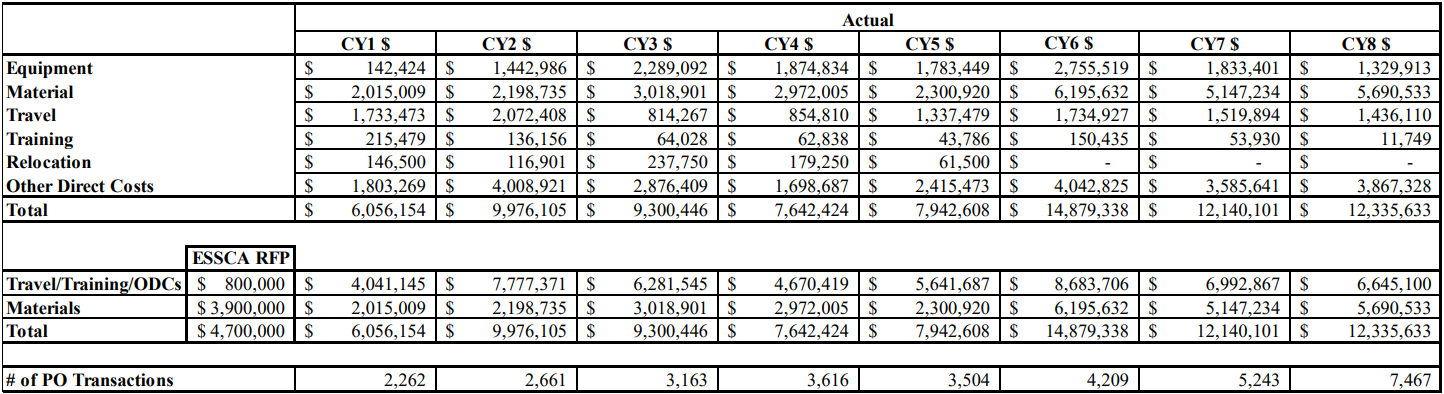 Actual
CY1 $ CY2 $ CY3 $ CY4 $ CY5 $ CY6 $ CY7 $ CY8 $
Equipment $ 142,424 $ 1,442,986 $ 2,289,092 $ 1,874,834 $ 1,783,449 $ 2,755,519 $ 1,833,401 $ 1,329,913
Material $ 2,015,009 $ 2,198,735 $ 3,018,901 $ 2,972,005 $ 2,300,920 $ 6,195,632 $ 5,147,234 $ 5,690,533
Travel $ 1,733,473 $ 2,072,408 $ 814,267 $ 854,810 $ 1,337,479 $ 1,734,927 $ 1,519,894 $ 1,436,110
Training $ 215,479 $ 136,156 $ 64,028 $ 62,838 $ 43,786 $ 150,435 $ 53,930 $ 11,749
Relocation $ 146,500 $ 116,901 $ 237,750 $ 179,250 $ 61,500 $ - $ - $ -
Other Direct Costs $ 1,803,269 $ 4,008,921 $ 2,876,409 $ 1,698,687 $ 2,415,473 $ 4,042,825 $ 3,585,641 $ 3,867,328
Total $ 6,056,154 $ 9,976,105 $ 9,300,446 $ 7,642,424 $ 7,942,608 $ 14,879,338 $ 12,140,101 $ 12,335,633
ESSCA RFP
Travel/Training/ODCs $ 800,000 $ 4,041,145 $ 7,777,371 $ 6,281,545 $ 4,670,419 $ 5,641,687 $ 8,683,706 $ 6,992,867 $ 6,645,100
Materials $ 3,900,000 $ 2,015,009 $ 2,198,735 $ 3,018,901 $ 2,972,005 $ 2,300,920 $ 6,195,632 $ 5,147,234 $ 5,690,533
Total $ 4,700,000 $ 6,056,154 $ 9,976,105 $ 9,300,446 $ 7,642,424 $ 7,942,608 $ 14,879,338 $ 12,140,101 $ 12,335,633
# of PO Transactions 2,262 2,661 3,163 3,616 3,504 4,209 5,243 7,467